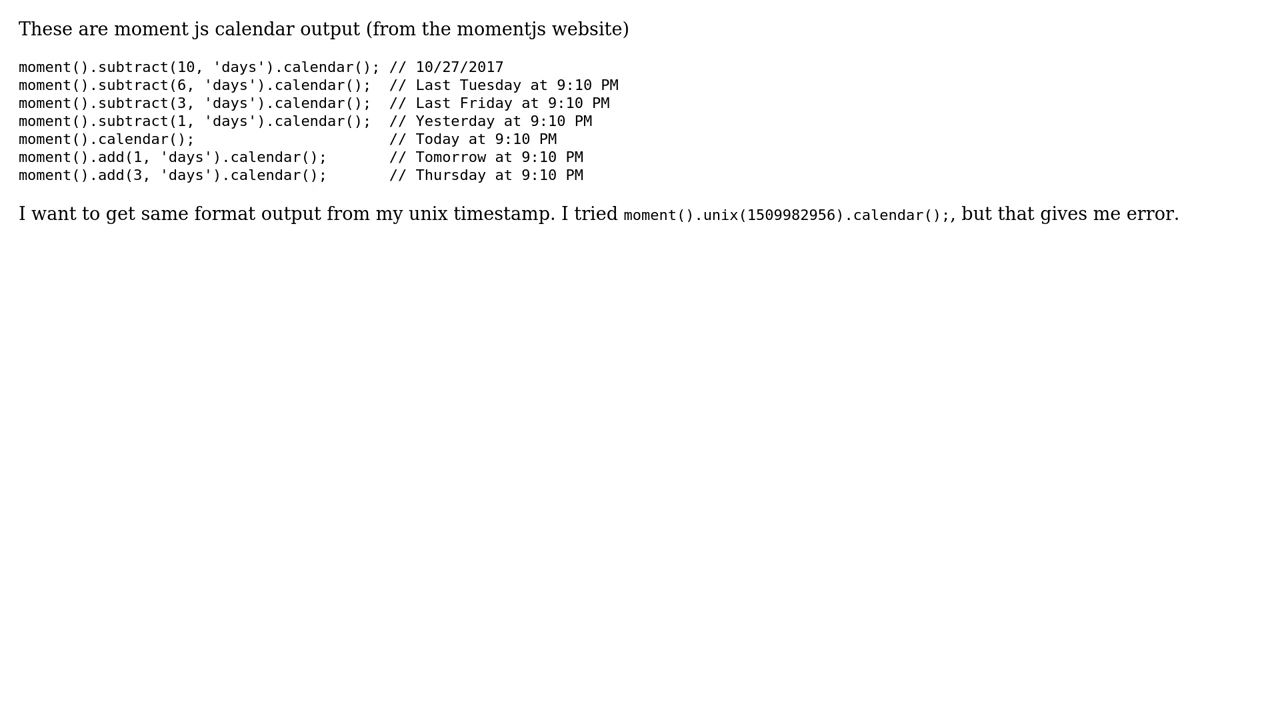 These are moment js calendar output (from the momentjs website)
moment().subtract(10, 'days').calendar(); // 10/27/2017
moment().subtract(6, 'days').calendar();  // Last Tuesday at 9:10 PM
moment().subtract(3, 'days').calendar();  // Last Friday at 9:10 PM
moment().subtract(1, 'days').calendar();  // Yesterday at 9:10 PM
moment().calendar();                      // Today at 9:10 PM
moment().add(1, 'days').calendar();       // Tomorrow at 9:10 PM
moment().add(3, 'days').calendar();       // Thursday at 9:10 PM
I want to get same format output from my unix timestamp. I tried moment().unix(1509982956).calendar();, but that gives me error.